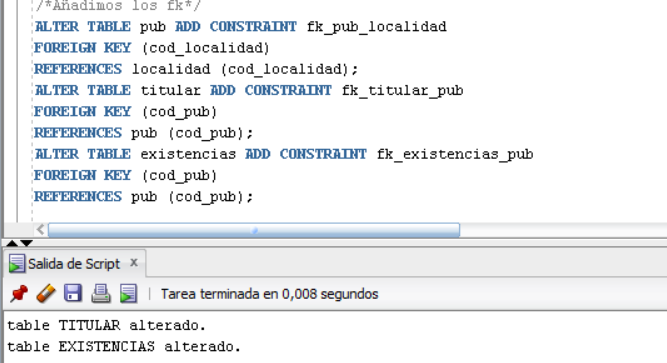 /*Añadimos los fk*/
ALTER TABLE pub ADD CONSTRAINT fk_pub_localidad
FOREIGN KEY (cod_localidad)
REFERENCES localidad (cod_localidad);
ALTER TABLE titular ADD CONSTRAINT fk_titular_pub
FOREIGN KEY (cod_pub)
REFERENCES pub (cod_pub);
ALTER TABLE existencias ADD CONSTRAINT fk_existencias_pub
FOREIGN KEY (cod_pub)
REFERENCES pub (cod_pub);
Salida de Script x
Tarea terminada en 0,008 segundos
table TITULAR alterado.
table EXISTENCIAS alterado.